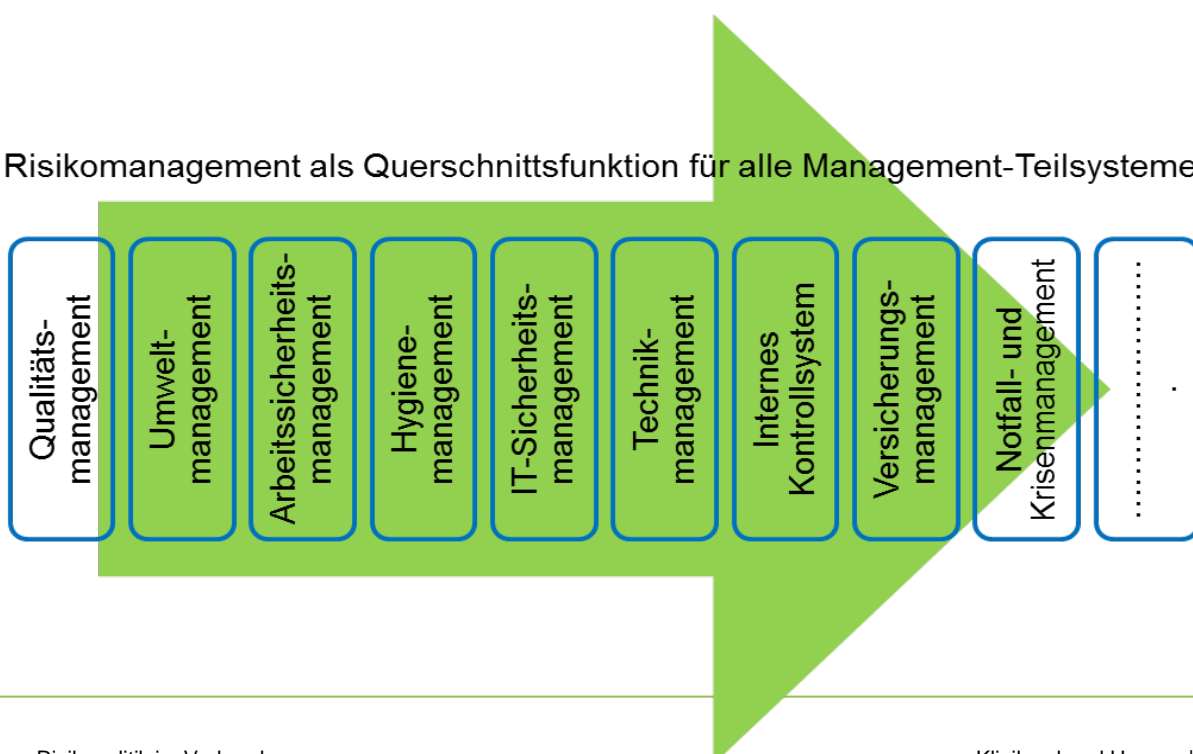 Risikomanagement als Querschnittsfunktion für alle Management-Teilsysteme
Qualitäts-
management
Umwelt-
management
Arbeitssicherheits-
management
Hygiene-
management
IT-Sicherheits-
management
Technik-
management
Internes
Kontrollsystem
Versicherungs-
management
Notfall- und
Krisenmanagement
............................
.